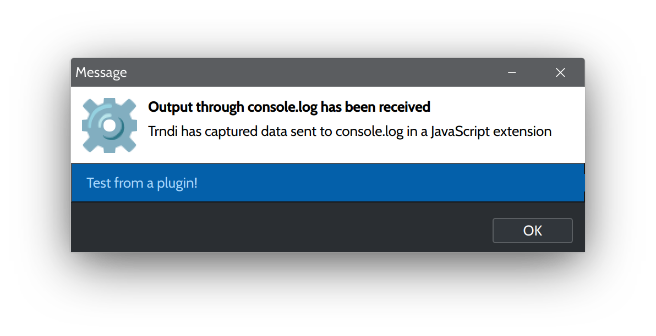 Message
Output through console.log has been received
Trndi has captured data sent to console.log in a JavaScript extension
Test from a plugin!
OK